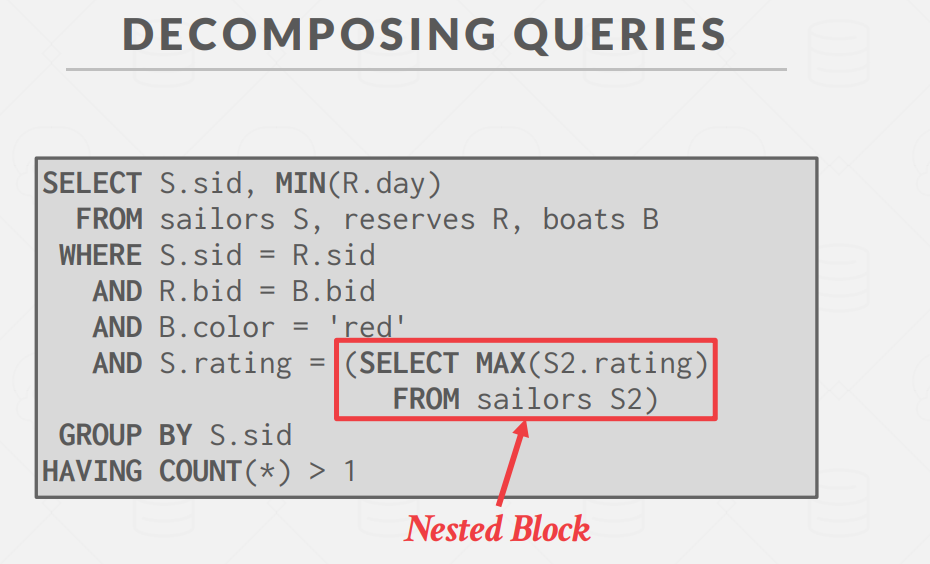 DECOMPOSING QUERIES
SELECT S.sid, MIN(R.day)
FROM sailors S, reserves R, boats B
WHERE S.sid = R.sid
AND R.bid = B.bid
AND B.color = 'red'
AND S.rating = (SELECT MAX(S2.rating)
FROM sailors S2)
GROUP BY S.sid
HAVING COUNT(*) > 1
Nested Block